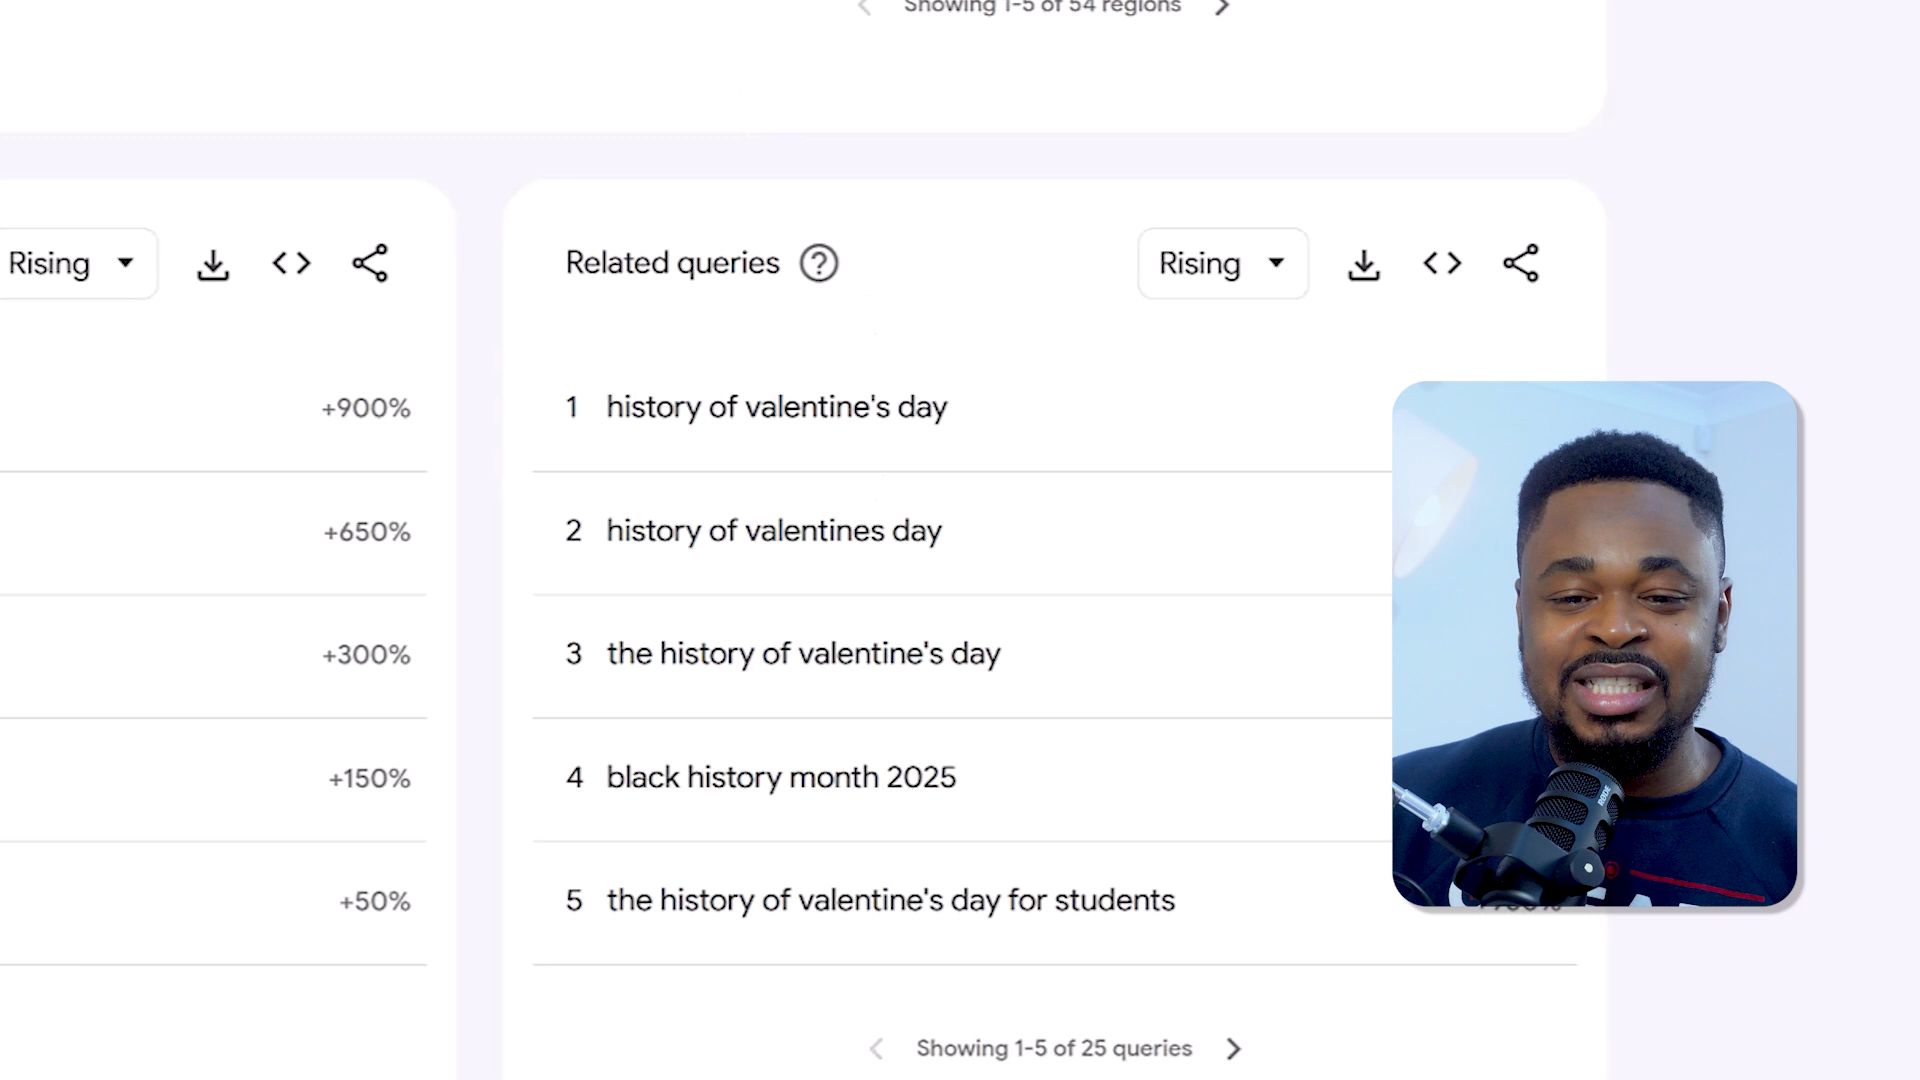 Showing 1-5 of 54 regions
Rising
Related queries
Rising
+900%
1 history of valentine's day
+650%
2 history of valentines day
+300%
3 the history of valentine's day
+150%
4 black history month 2025
+50%
5 the history of valentine's day for students
RODE
Showing 1-5 of 25 queries